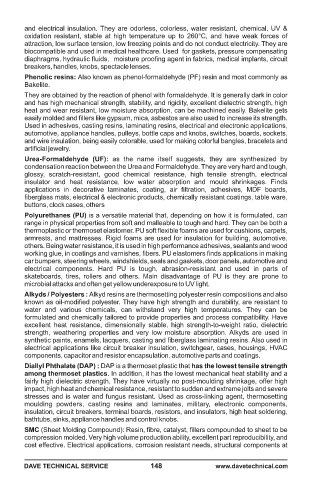 and electrical insulation. They are odorless, colorless, water resistant, chemical, UV &
oxidation resistant, stable at high temperature up to 260°C, and have weak forces of
attraction, low surface tension, low freezing points and do not conduct electricity. They are
biocompatible and used in medical healthcare. Used for gaskets, pressure compensating
diaphragms, hydraulic fluids, moisture proofing agent in fabrics, medical implants, circuit
breakers, handles, knobs, spectacle lenses.
Phenolic resins: Also known as phenol-formaldehyde (PF) resin and most commonly as
Bakelite.
They are obtained by the reaction of phenol with formaldehyde. It is generally dark in color
and has high mechanical strength, stability, and rigidity, excellent dielectric strength, high
heat and wear resistant, low moisture absorption, can be machined easily. Bakelite gets
easily molded and fillers like gypsum, mica, asbestos are also used to increase its strength.
Used in adhesives, casting resins, laminating resins, electrical and electronic applications,
automotive, appliance handles, pulleys, bottle caps and knobs, switches, boards, sockets,
and wire insulation, being easily colorable, used for making colorful bangles, bracelets and
artificial jewelry.
Urea-Formaldehyde (UF): as the name itself suggests, they are synthesized by
condensation reaction between the Urea and Formaldehyde. They are very hard and tough,
glossy, scratch-resistant, good chemical resistance, high tensile strength, electrical
insulator and heat resistance, low water absorption and mould shrinkages. Finds
applications in decorative laminates, coating, air filtration, adhesives, MDF boards,
fiberglass mats, electrical & electronic products, chemically resistant coatings, table ware,
buttons, clock cases, others
Polyurethanes (PU) is a versatile material that, depending on how it is formulated, can
range in physical properties from soft and malleable to tough and hard. They can be both a
thermoplastic or thermoset elastomer. PU soft flexible foams are used for cushions, carpets,
armrests, and mattresses. Rigid foams are used for insulation for building, automotive,
others. Being water resistance, it is used in high performance adhesives, sealants and wood
working glue, in coatings and varnishes, fibers. PU elastomers finds applications in making
car bumpers, steering wheels, windshields, seals and gaskets, door panels, automotive and
electrical components. Hard PU is tough, abrasion-resistant and used in parts of
skateboards, tires, rollers and others. Main disadvantage of PU is they are prone to
microbial attacks and often get yellow underexposure to UV light.
Alkyds / Polyesters : Alkyd resins are thermosetting polyester resin compositions and also
known as oil-modified polyester. They have high strength and durability, are resistant to
water and various chemicals, can withstand very high temperatures. They can be
formulated and chemically tailored to provide properties and process compatibility. Have
excellent heat resistance, dimensionally stable, high strength-to-weight ratio, dielectric
strength, weathering properties and very low moisture absorption. Alkyds are used in
synthetic paints, enamels, lacquers, casting and fiberglass laminating resins. Also used in
electrical applications like circuit breaker insulation, switchgear, cases, housings, HVAC
components, capacitor and resistor encapsulation, automotive parts and coatings.
Diallyl Phthalate (DAP) : DAP is a thermoset plastic that has the lowest tensile strength
among thermoset plastics. In addition, it has the lowest mechanical heat stability and a
fairly high dielectric strength. They have virtually no post-moulding shrinkage, offer high
impact, high heat and chemical resistance, resistant to sudden and extreme jolts and severe
stresses and is water and fungus resistant. Used as cross-linking agent, thermosetting
moulding powders, casting resins and laminates, military, electronic components,
insulation, circuit breakers, terminal boards, resistors, and insulators, high heat soldering,
bathtubs, sinks, appliance handles and control knobs.
SMC (Sheet Molding Compound): Resin, fibre, catalyst, fillers compounded to sheet to be
compression molded. Very high volume production ability, excellent part reproducibility, and
cost effective. Electrical applications, corrosion resistant needs, structural components at
DAVE TECHNICAL SERVICE 148 www.davetechnical.com